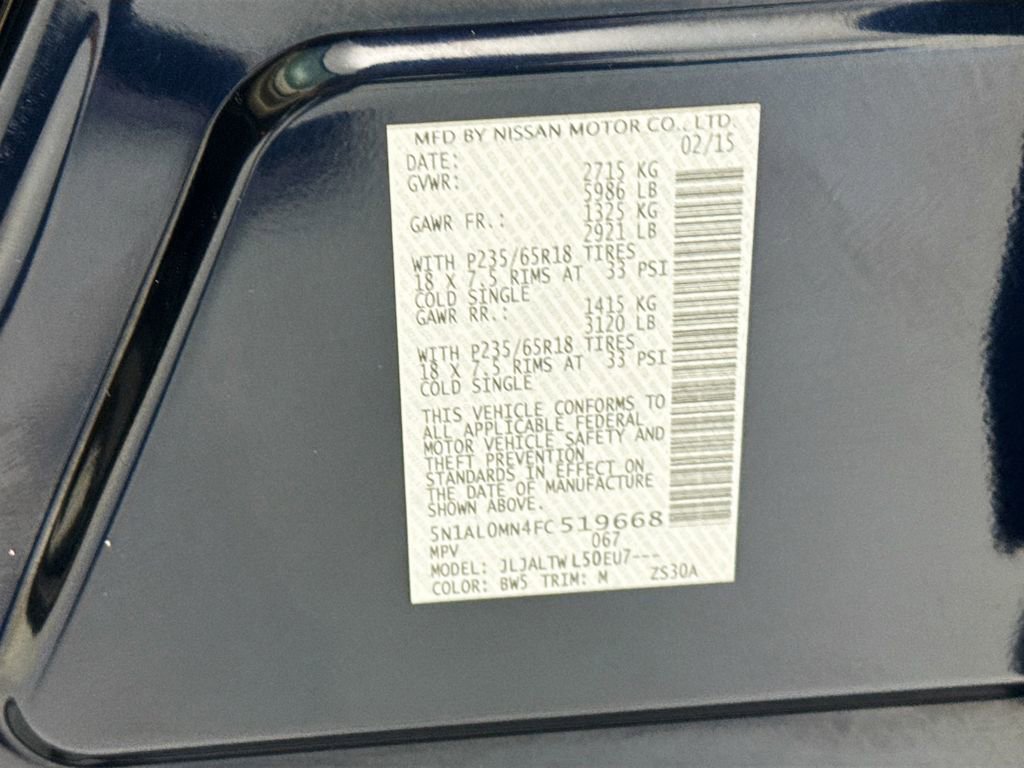 MFD BY NISSAN MOTOR CO., LTD.
DATE: 02/15
GVWR: 2715 KG
5986 LB
GAWR FR.: 1325 KG
2921 LB
WITH P235/65R18 TIRES
18 X 7.5 RIMS AT 33 PSI
COLD SINGLE
GAWR RR.: 1415 KG
3120 LB
WITH P235/65R18 TIRES
18 X 7.5 RIMS AT 33 PSI
COLD SINGLE
THIS VEHICLE CONFORMS TO
ALL APPLICABLE FEDERAL
MOTOR VEHICLE SAFETY AND
THEFT PREVENTION
STANDARDS IN EFFECT ON
THE DATE OF MANUFACTURE
SHOWN ABOVE.
5N1AL0MN4FC519668
067
MPV
MODEL: JLJALTWL50EU7---
COLOR: BW5 TRIM: M ZS30A